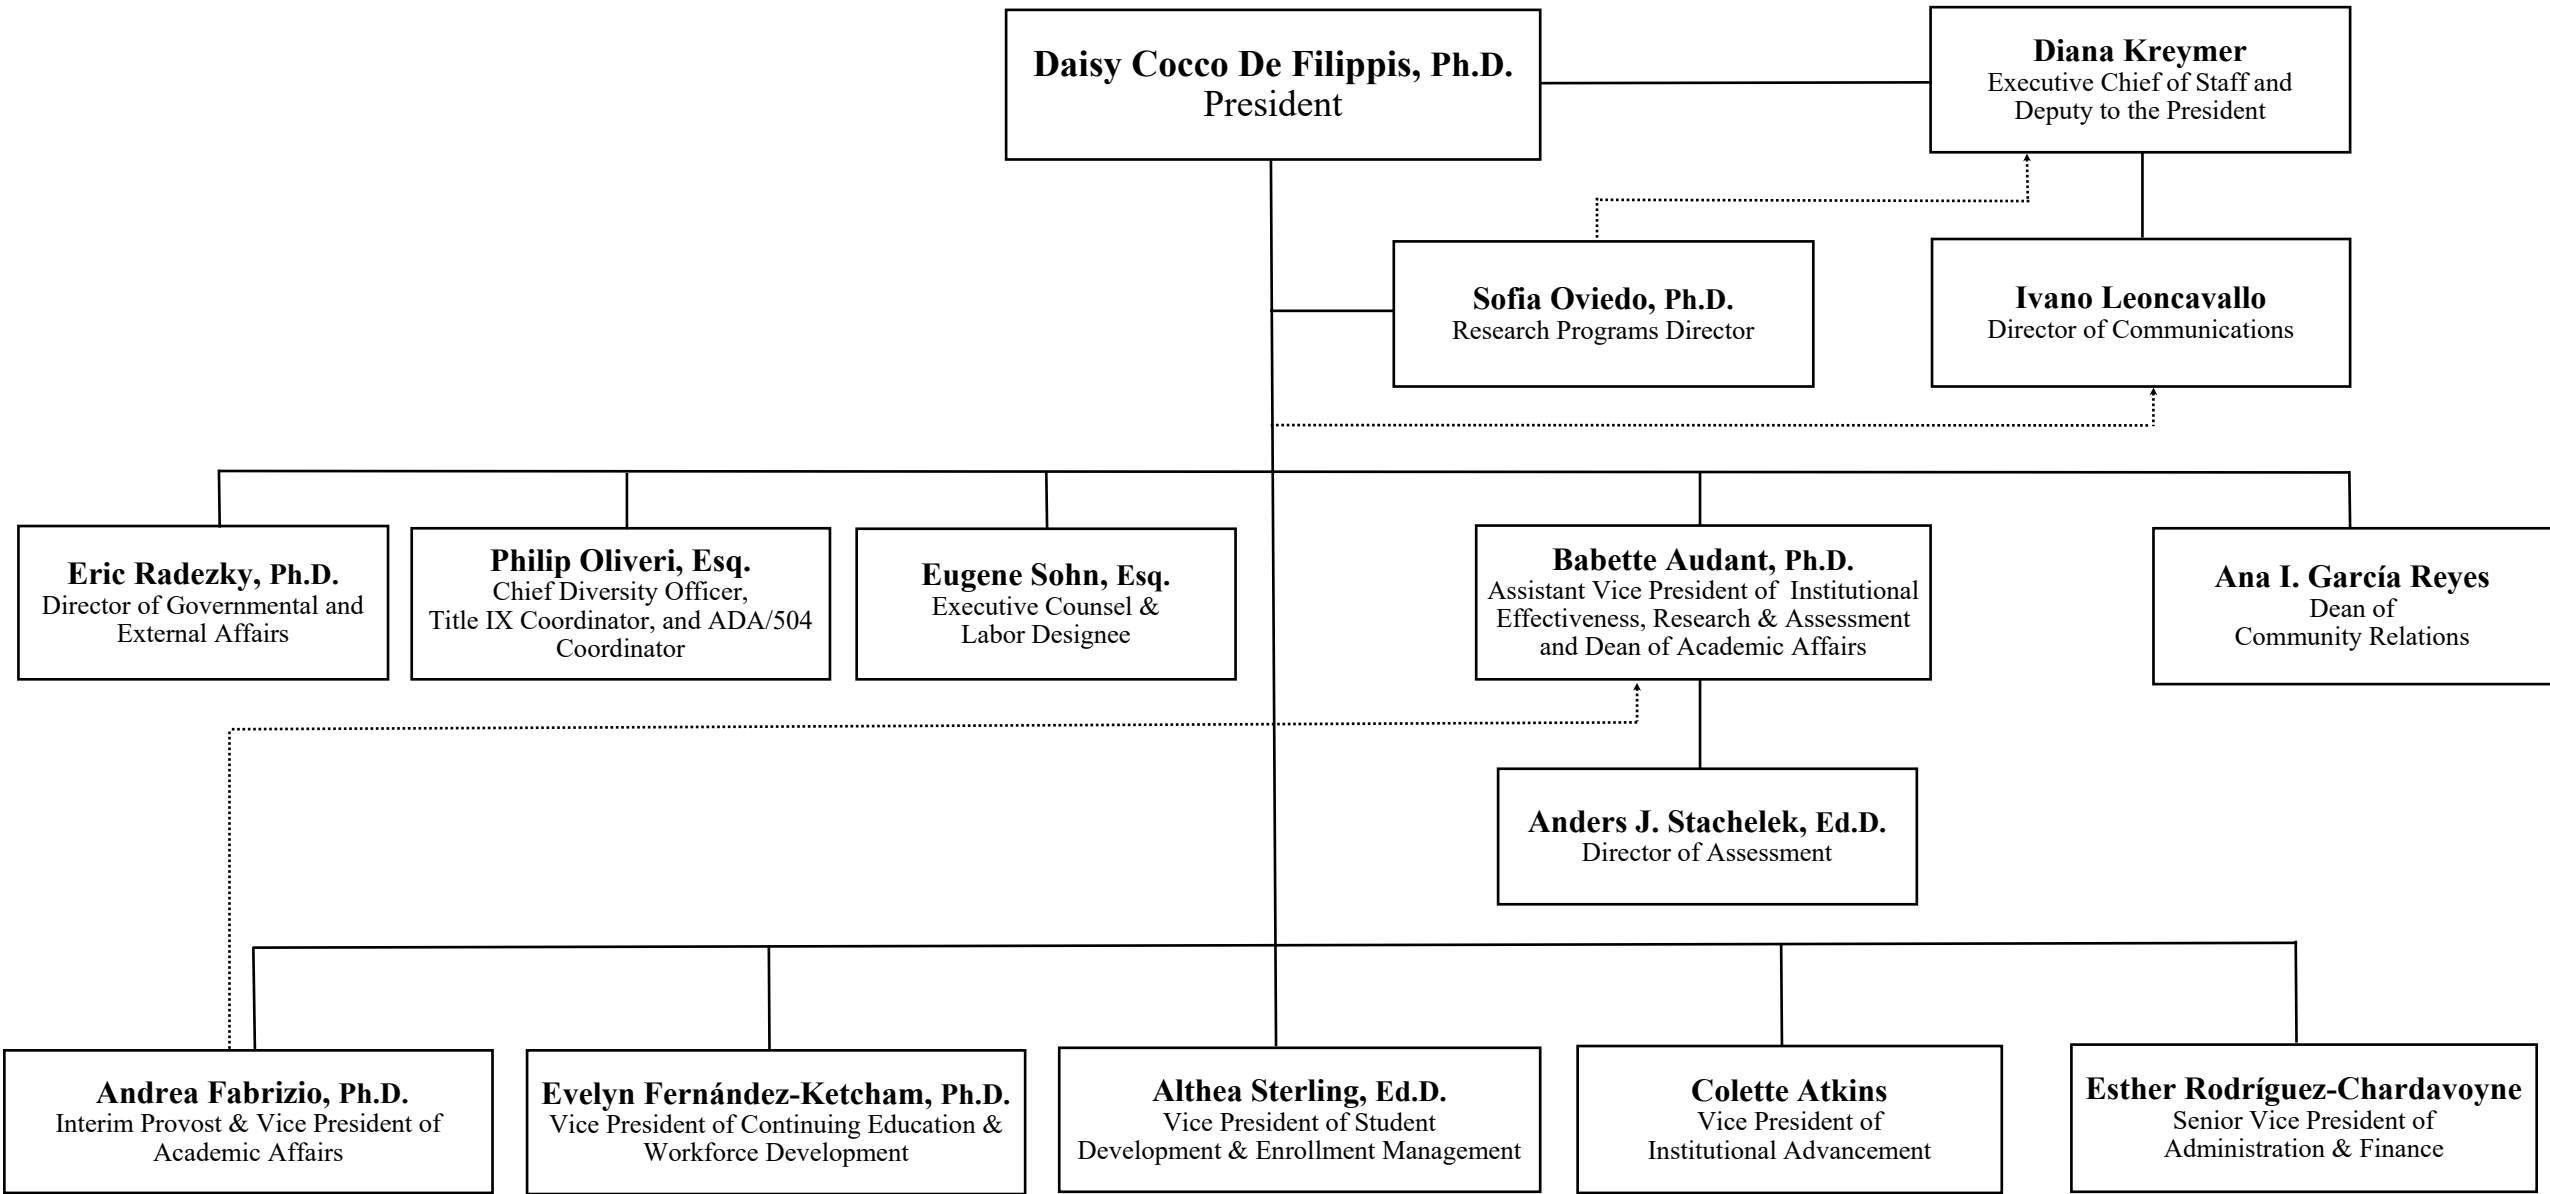 Daisy Cocco De Filippis, Ph.D.
President
Diana Kreymer
Executive Chief of Staff and
Deputy to the President
Sofia Oviedo, Ph.D.
Research Programs Director
Ivano Leoncavallo
Director of Communications
Eric Radezky, Ph.D.
Director of Governmental and
External Affairs
Philip Oliveri, Esq.
Chief Diversity Officer,
Title IX Coordinator, and ADA/504
Coordinator
Eugene Sohn, Esq.
Executive Counsel &
Labor Designee
Babette Audant, Ph.D.
Assistant Vice President of Institutional
Effectiveness, Research & Assessment
and Dean of Academic Affairs
Ana I. García Reyes
Dean of
Community Relations
Anders J. Stachelek, Ed.D.
Director of Assessment
Andrea Fabrizio, Ph.D.
Interim Provost & Vice President of
Academic Affairs
Evelyn Fernández-Ketcham, Ph.D.
Vice President of Continuing Education &
Workforce Development
Althea Sterling, Ed.D.
Vice President of Student
Development & Enrollment Management
Colette Atkins
Vice President of
Institutional Advancement
Esther Rodríguez-Chardavoyne
Senior Vice President of
Administration & Finance